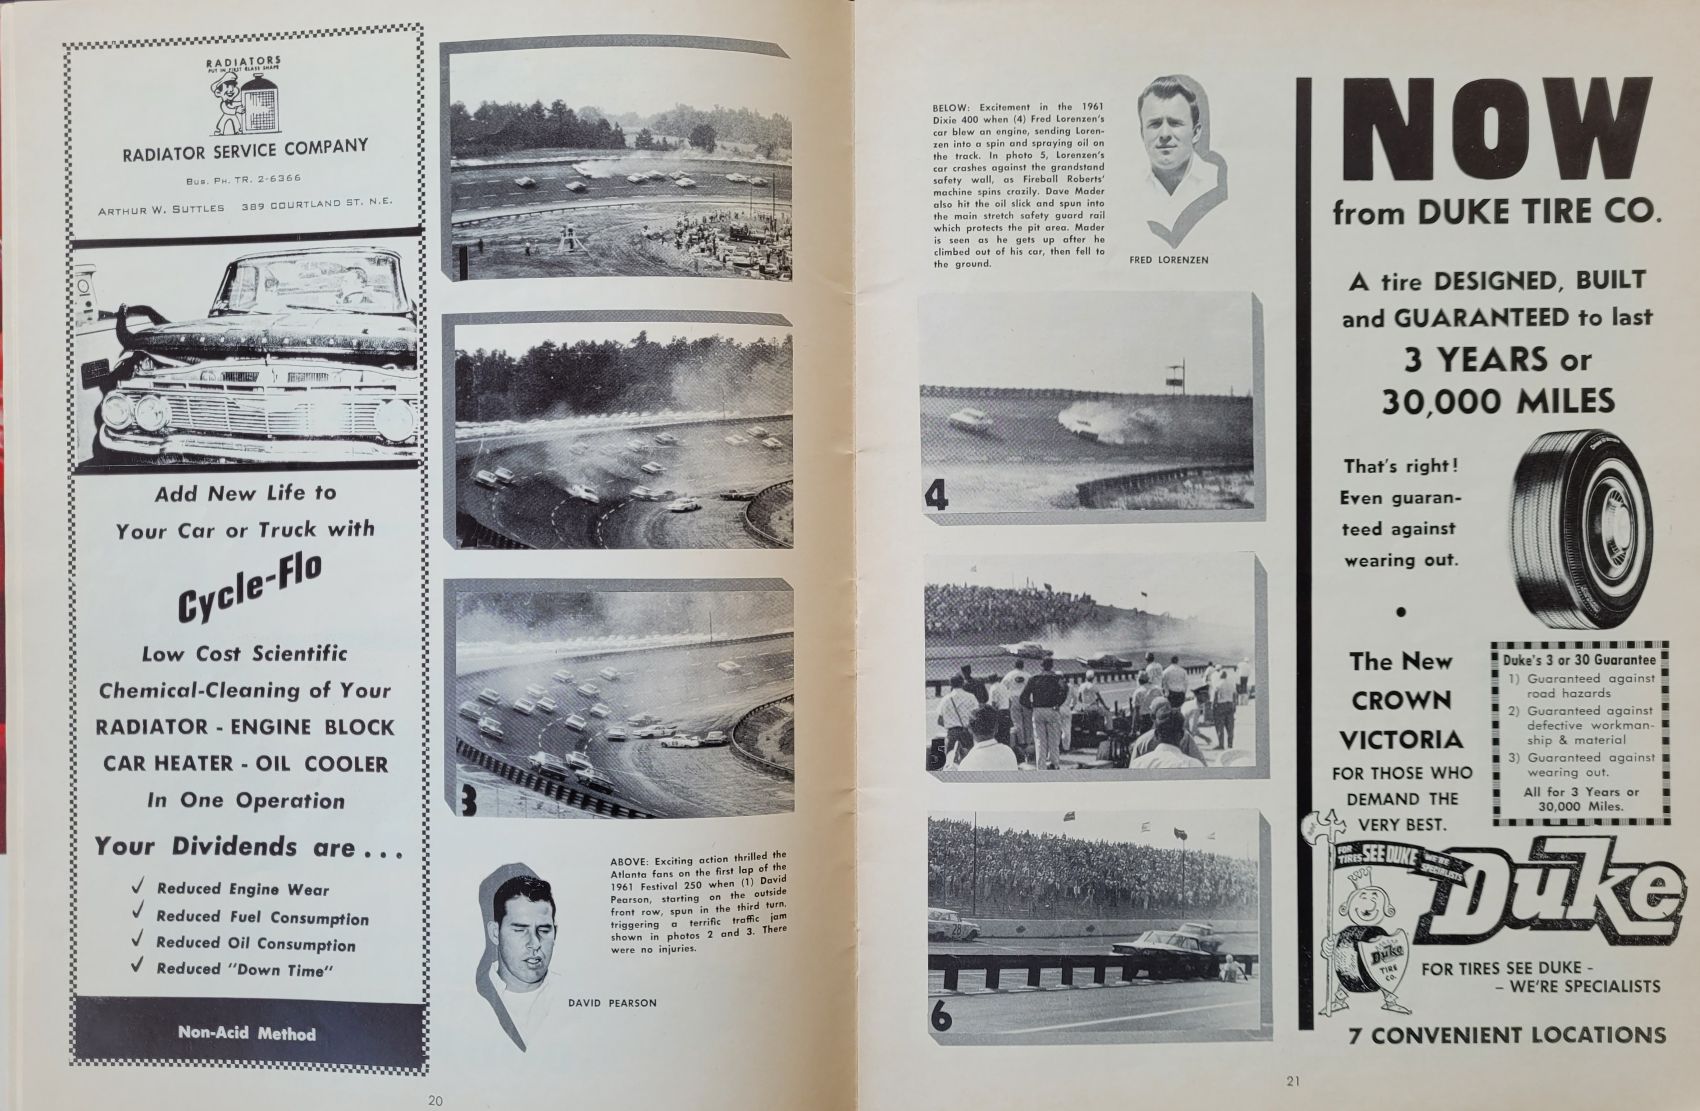 RADIATORS
PUT IN FIRST CLASS SHAPE
RADIATOR SERVICE COMPANY
Bus. Ph. TR. 2-6366
Arthur W. Suttles 389 Courtland St. N.E.
Add New Life to
Your Car or Truck with
Cycle-Flo
Low Cost Scientific
Chemical-Cleaning of Your
RADIATOR - ENGINE BLOCK
CAR HEATER - OIL COOLER
In One Operation
Your Dividends are . . .
✓ Reduced Engine Wear
✓ Reduced Fuel Consumption
✓ Reduced Oil Consumption
✓ Reduced "Down Time"
Non-Acid Method
1
3
ABOVE: Exciting action thrilled the
Atlanta fans on the first lap of the
1961 Festival 250 when (1) David
Pearson, starting on the outside
front row, spun in the third turn,
triggering a terrific traffic jam
shown in photos 2 and 3. There
were no injuries.
DAVID PEARSON
20
BELOW: Excitement in the 1961
Dixie 400 when (4) Fred Lorenzen's
car blew an engine, sending Loren-
zen into a spin and spraying oil on
the track. In photo 5, Lorenzen's
car crashes against the grandstand
safety wall, as Fireball Roberts'
machine spins crazily. Dave Mader
also hit the oil slick and spun into
the main stretch safety guard rail
which protects the pit area. Mader
is seen as he gets up after he
climbed out of his car, then fell to
the ground.
FRED LORENZEN
4
5
28
6
NOW
from DUKE TIRE CO.
A tire DESIGNED, BUILT
and GUARANTEED to last
3 YEARS or
30,000 MILES
That's right!
Even guaran-
teed against
wearing out.
•
The New
CROWN
VICTORIA
FOR THOSE WHO
DEMAND THE
VERY BEST.
Duke's 3 or 30 Guarantee
1) Guaranteed against
road hazards
2) Guaranteed against
defective workman-
ship & material
3) Guaranteed against
wearing out.
All for 3 Years or
30,000 Miles.
FOR TIRES SEE DUKE WE'RE SPECIALISTS
Duke
Duke
TIRE
CO.
FOR TIRES SEE DUKE -
- WE'RE SPECIALISTS
7 CONVENIENT LOCATIONS
21